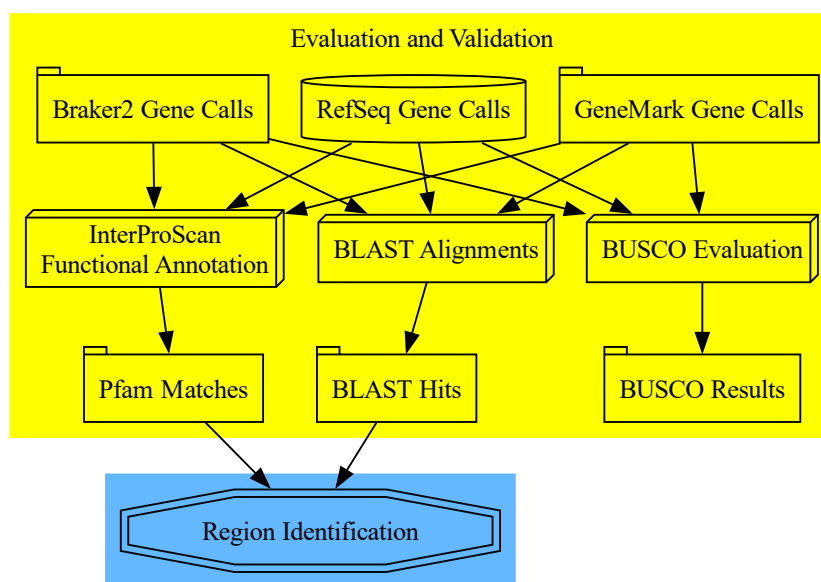 Evaluation and Validation
Braker2 Gene Calls
RefSeq Gene Calls
GeneMark Gene Calls
InterProScan
Functional Annotation
BLAST Alignments
BUSCO Evaluation
Pfam Matches
BLAST Hits
BUSCO Results
Region Identification